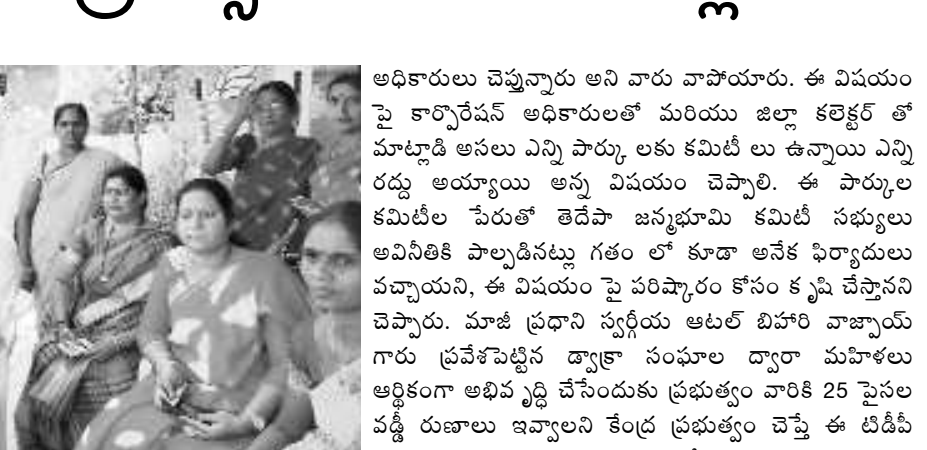 అధికారులు చెప్తున్నారు అని వారు వాపోయారు. ఈ విషయం
పై కార్పొరేషన్ అధికారులతో మరియు జిల్లా కలెక్టర్ తో
మాట్లాడి అసలు ఎన్ని పార్కు లకు కమిటీ లు ఉన్నాయి ఎన్ని
రద్దు అయ్యాయి అన్న విషయం చెప్పాలి. ఈ పార్కుల
కమిటీల పేరుతో తెదేపా జన్మభూమి కమిటీ సభ్యులు
అవినీతికి పాల్పడినట్లు గతం లో కూడా అనేక ఫిర్యాదులు
వచ్చాయని, ఈ విషయం పై పరిష్కారం కోసం కృషి చేస్తానని
చెప్పారు. మాజీ ప్రధాని స్వర్గీయ ఆటల్ బిహారి వాజ్పాయ్
గారు ప్రవేశపెట్టిన డ్వాక్రా సంఘాల ద్వారా మహిళలు
ఆర్థికంగా అభివృద్ధి చేసేందుకు ప్రభుత్వం వారికి 25 పైసల
వడ్డీ రుణాలు ఇవ్వాలని కేంద్ర ప్రభుత్వం చెప్తే ఈ టిడీపీ